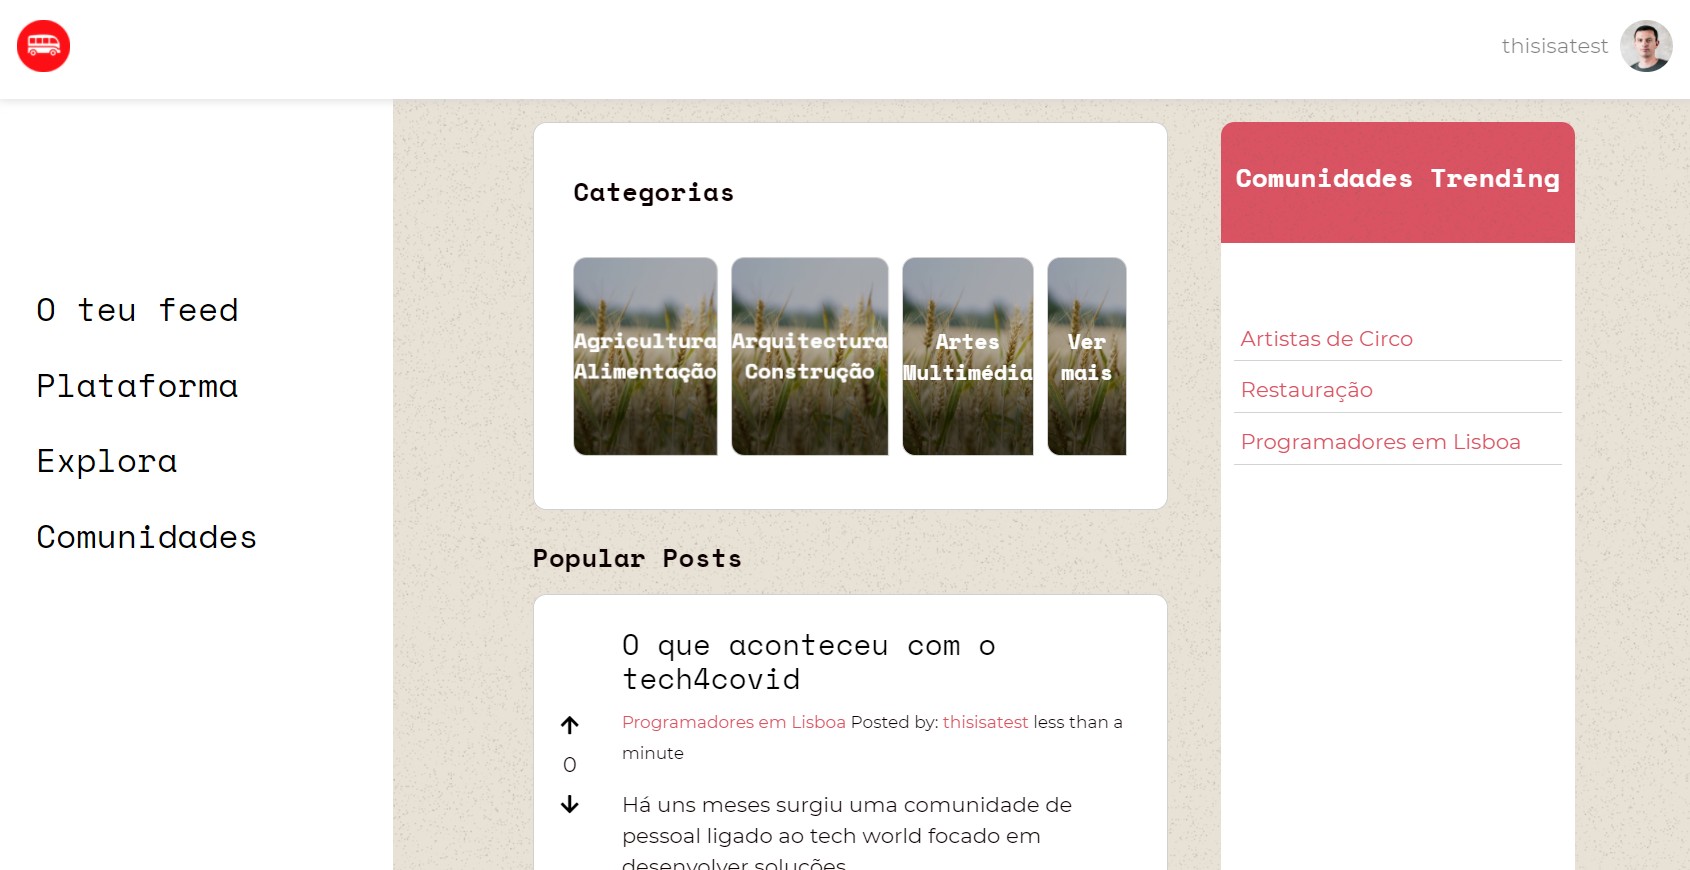 thisisatest
O teu feed
Plataforma
Explora
Comunidades
Categorias
Agricultura
Alimentação
Arquitectura
Construção
Artes
Multimédia
Ver
mais
Popular Posts
O que aconteceu com o
tech4covid
Programadores em Lisboa Posted by: thisisatest less than a
minute
0
Há uns meses surgiu uma comunidade de
pessoal ligado ao tech world focado em
desenvolver soluções
Comunidades Trending
Artistas de Circo
Restauração
Programadores em Lisboa